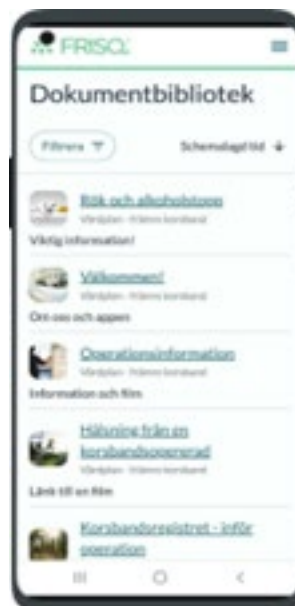 FRISQ
Dokumentbibliotek
Filtrera
Schemalagd tid
Rök och alkoholstopp
Vårdplan - Främre korsband
Viktig information!
Välkommen!
Vårdplan - Främre korsband
Om oss och appen
Operationsinformation
Vårdplan - Främre korsband
Information och film
Hälsning från en
korsbandsopererad
Vårdplan - Främre korsband
Länk till en film
Korsbandsregistret - inför
operation